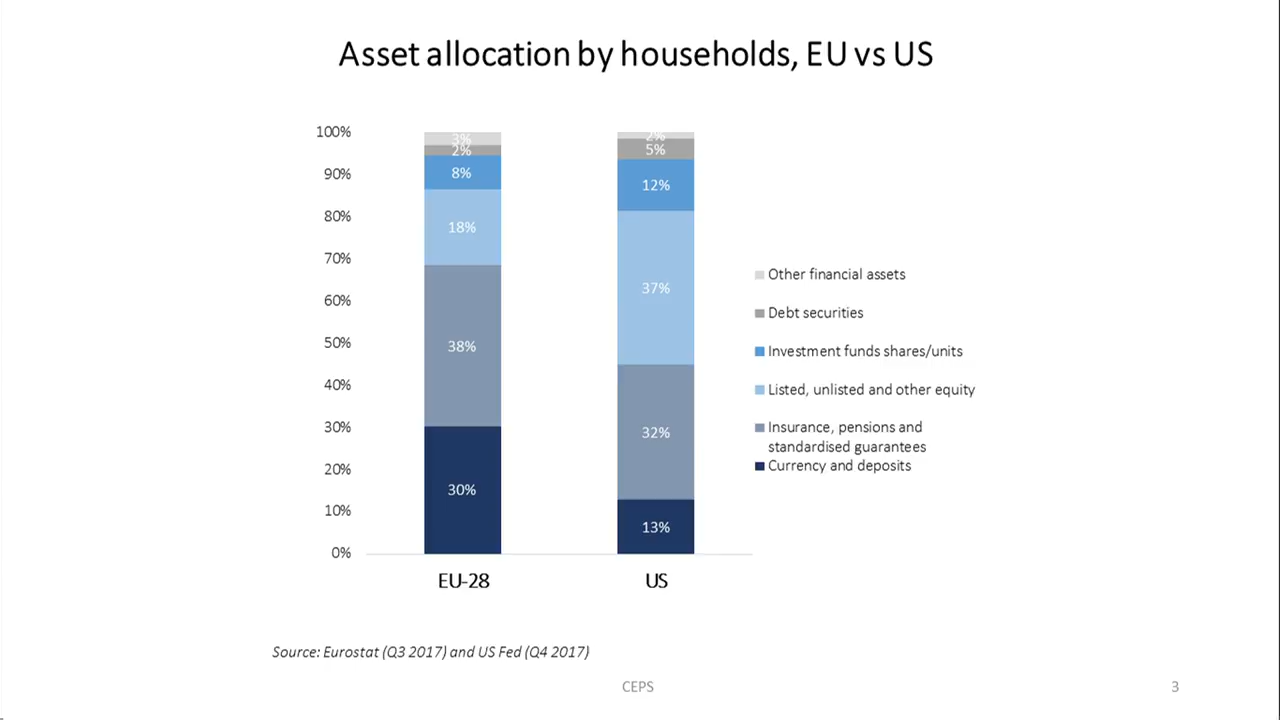 Asset allocation by households, EU vs US
100%
90%
80%
70%
60%
50%
40%
30%
20%
10%
0%
3%
2%
8%
18%
38%
30%
2%
5%
12%
37%
32%
13%
EU-28
US
Other financial assets
Debt securities
Investment funds shares/units
Listed, unlisted and other equity
Insurance, pensions and
standardised guarantees
Currency and deposits
Source: Eurostat (Q3 2017) and US Fed (Q4 2017)
CEPS
3